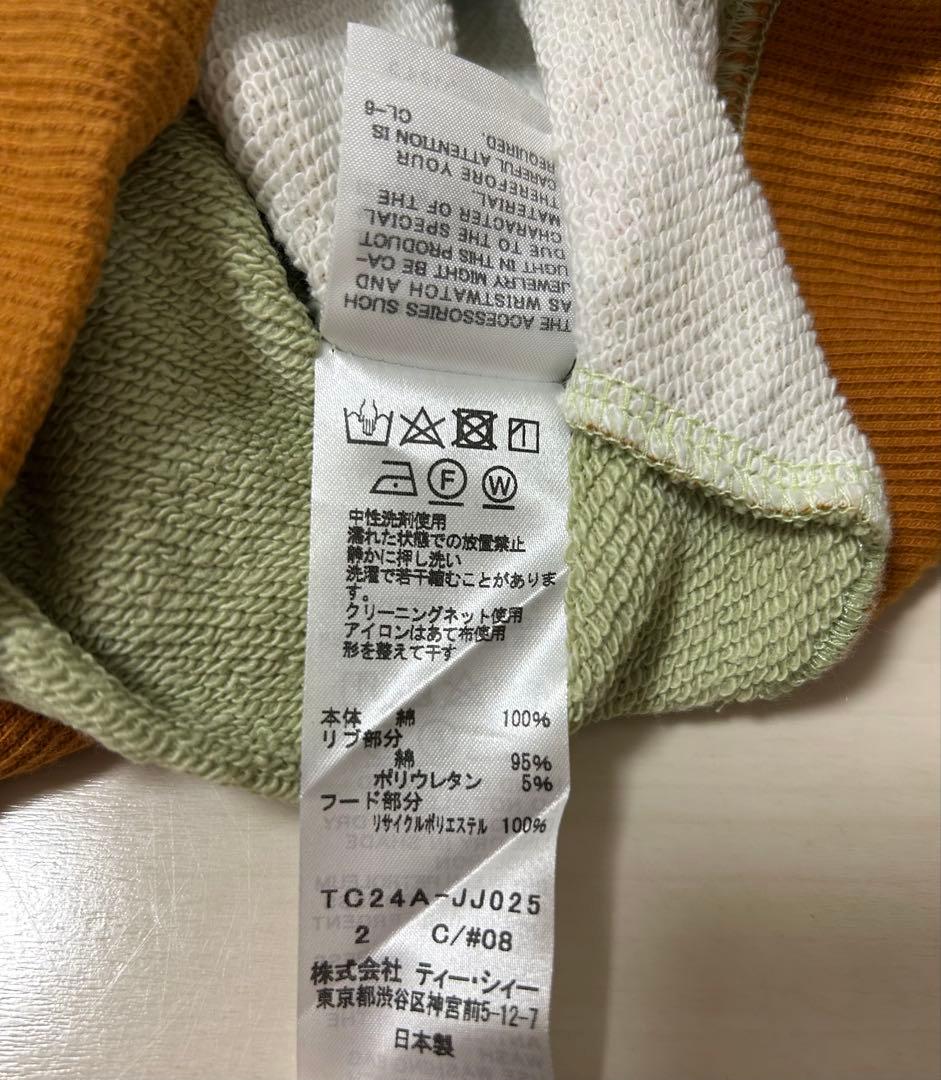 THE ACCESSORIES SUCH
AS WRISTWATCH AND
JEWELRY MIGHT BE CA-
UGHT IN THIS PRODUCT
DUE TO THE SPECIAL
CHARACTER OF THE
MATERIAL.
THEREFORE YOUR
CAREFUL ATTENTION IS
REQUIRED.
CL-6
F
W
中性洗剤使用
濡れた状態での放置禁止
静かに押し洗い
洗濯で若干縮むことがありま
す。
クリーニングネット使用
アイロンはあて布使用
形を整えて干す
本体 綿 100%
リブ部分
綿 95%
ポリウレタン 5%
フード部分
リサイクルポリエステル 100%
TC24A-JJ025
2 C/#08
株式会社 ティー・シィー
東京都渋谷区神宮前5-12-7
日本製